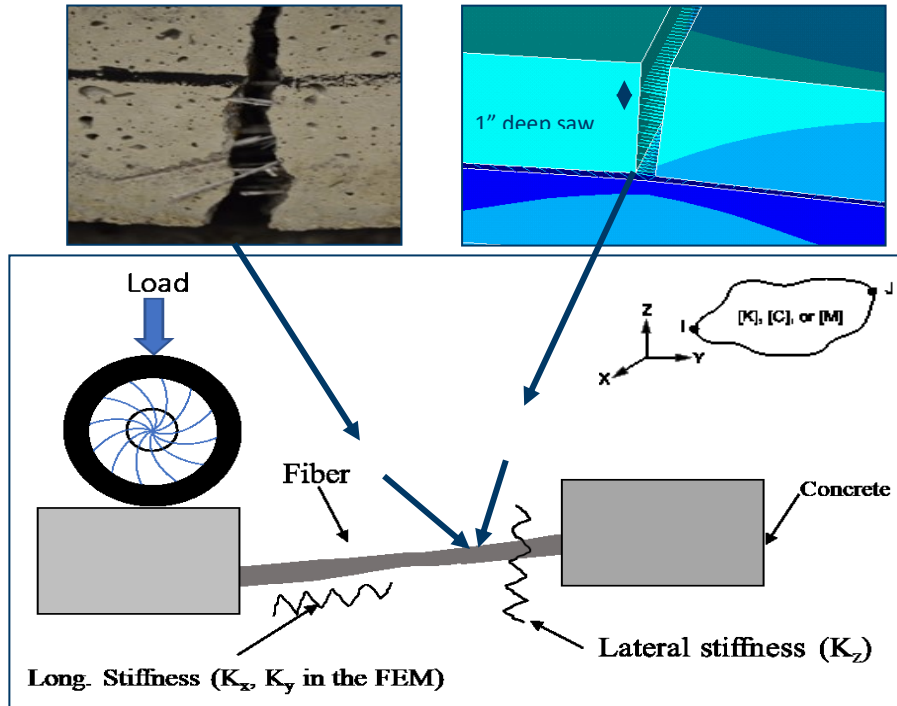 1” deep saw
Load
Z
I
[K], [C], or [M]
J
X
Y
Fiber
Concrete
Lateral stiffness (Kz)
Long. Stiffness (Kx, Ky in the FEM)